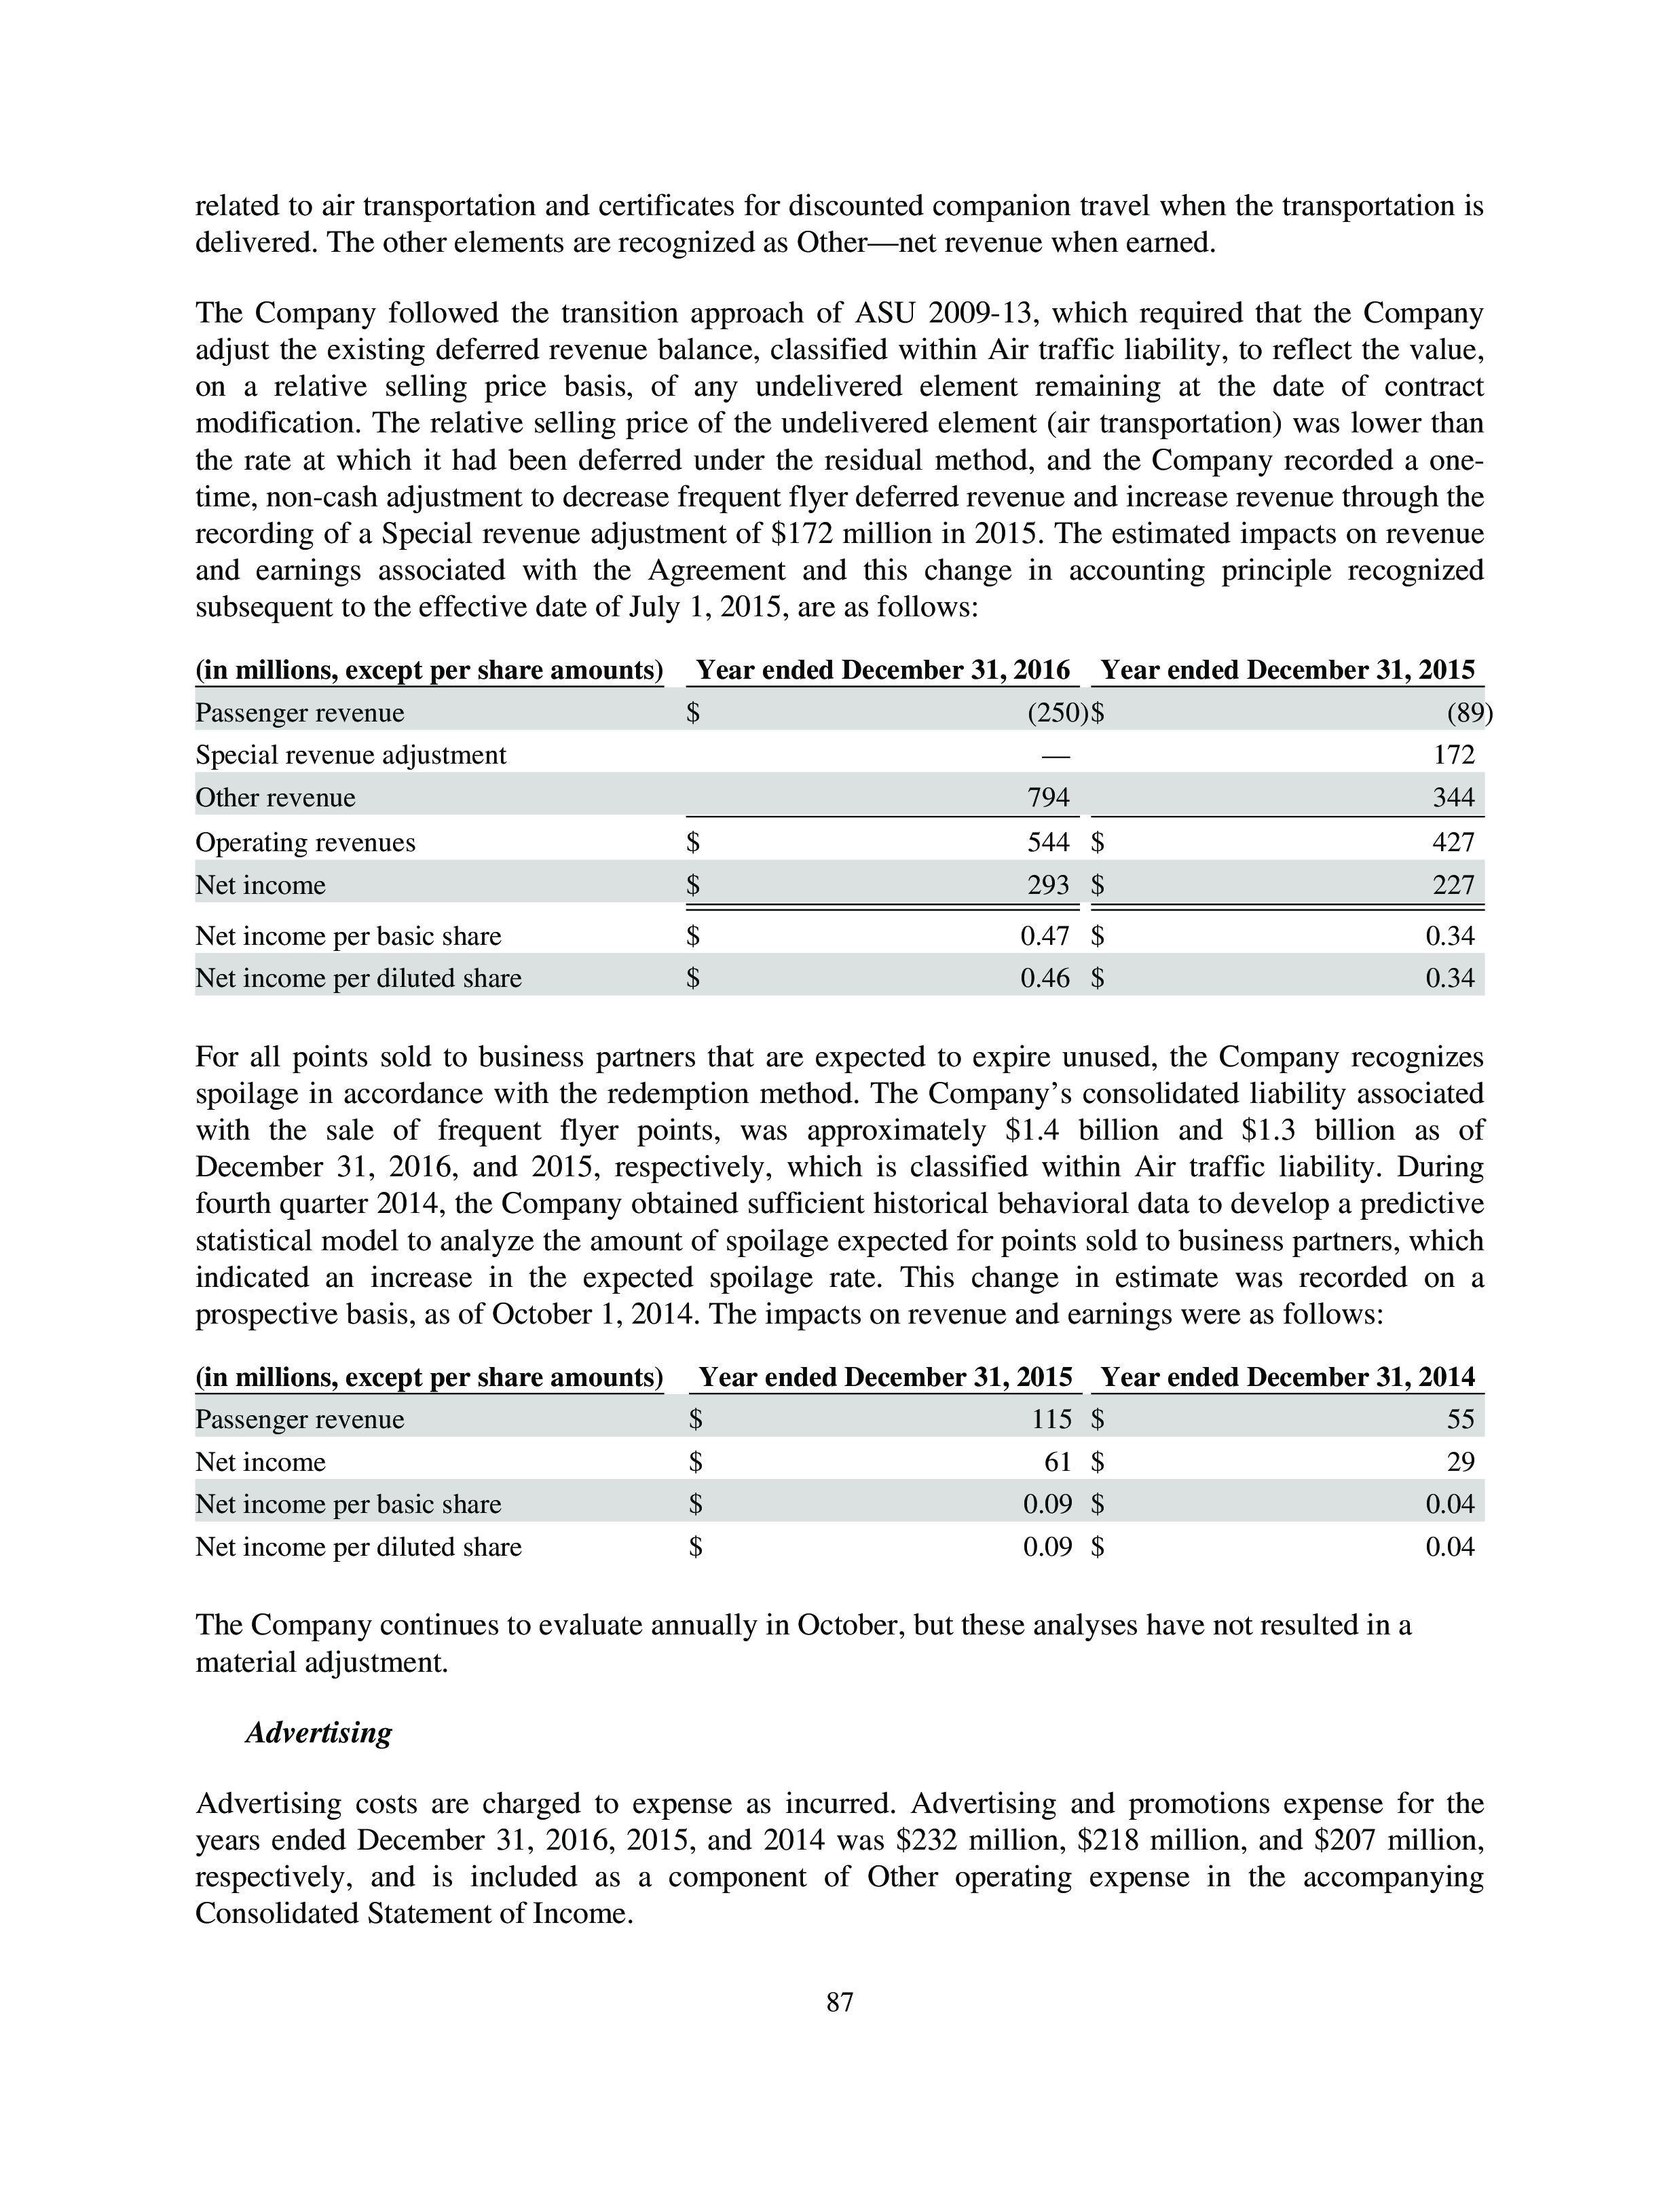 related to air transportation and certificates for discounted companion travel when the transportation is
delivered. The other elements are recognized as Other—net revenue when earned.
The Company followed the transition approach of ASU 2009-13, which required that the Company
adjust the existing deferred revenue balance, classified within Air traffic liability, to reflect the value,
on a relative selling price basis, of any undelivered element remaining at the date of contract
modification. The relative selling price of the undelivered element (air transportation) was lower than
the rate at which it had been deferred under the residual method, and the Company recorded a one-
time, non-cash adjustment to decrease frequent flyer deferred revenue and increase revenue through the
recording of a Special revenue adjustment of $172 million in 2015. The estimated impacts on revenue
and earnings associated with the Agreement and this change in accounting principle recognized
subsequent to the effective date of July 1, 2015, are as follows:
(in millions, except per share amounts) Year ended December 31, 2016 Year ended December 31, 2015
Passenger revenue $ (250) $ (89)
Special revenue adjustment — 172
Other revenue 794 344
Operating revenues $ 544 $ 427
Net income $ 293 $ 227
Net income per basic share $ 0.47 $ 0.34
Net income per diluted share $ 0.46 $ 0.34
For all points sold to business partners that are expected to expire unused, the Company recognizes
spoilage in accordance with the redemption method. The Company’s consolidated liability associated
with the sale of frequent flyer points, was approximately $1.4 billion and $1.3 billion as of
December 31, 2016, and 2015, respectively, which is classified within Air traffic liability. During
fourth quarter 2014, the Company obtained sufficient historical behavioral data to develop a predictive
statistical model to analyze the amount of spoilage expected for points sold to business partners, which
indicated an increase in the expected spoilage rate. This change in estimate was recorded on a
prospective basis, as of October 1, 2014. The impacts on revenue and earnings were as follows:
(in millions, except per share amounts) Year ended December 31, 2015 Year ended December 31, 2014
Passenger revenue $ 115 $ 55
Net income $ 61 $ 29
Net income per basic share $ 0.09 $ 0.04
Net income per diluted share $ 0.09 $ 0.04
The Company continues to evaluate annually in October, but these analyses have not resulted in a
material adjustment.
Advertising
Advertising costs are charged to expense as incurred. Advertising and promotions expense for the
years ended December 31, 2016, 2015, and 2014 was $232 million, $218 million, and $207 million,
respectively, and is included as a component of Other operating expense in the accompanying
Consolidated Statement of Income.
87